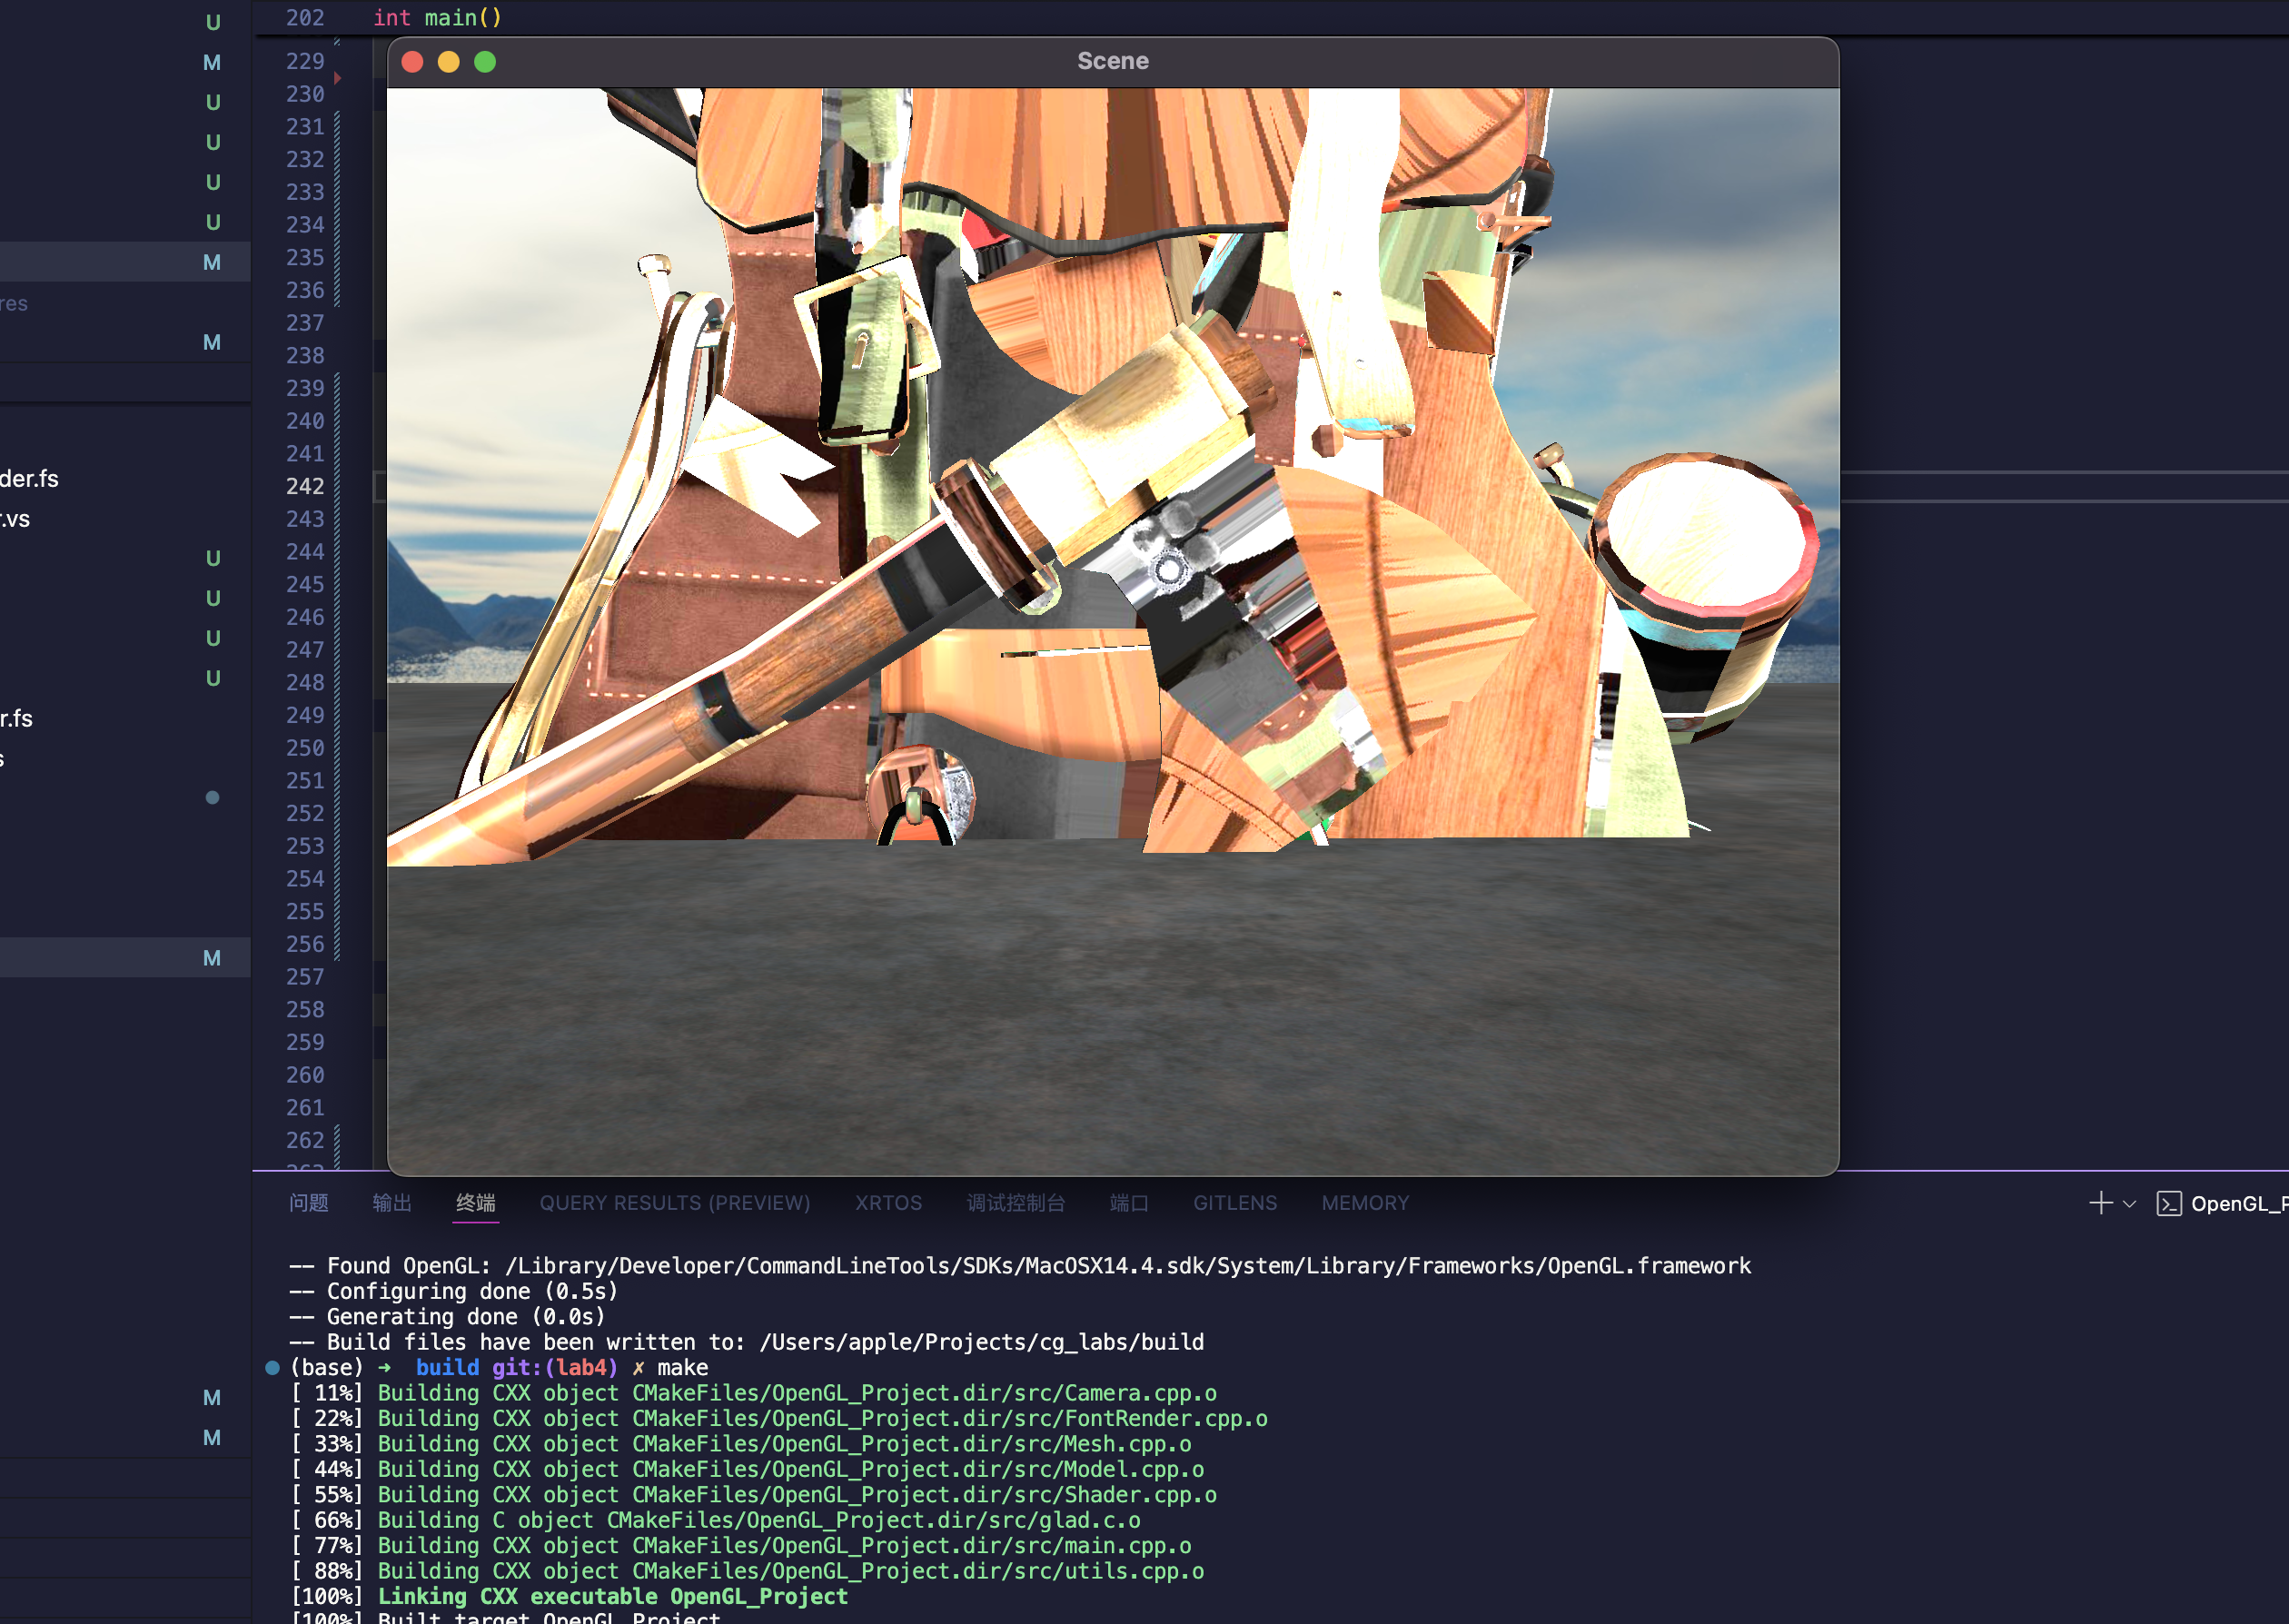 202 int main()
Scene
U
M
U
U
U
U
M
res
M
der.fs
r.vs
U
U
U
U
r.fs
s
M
M
M
229
230
231
232
233
234
235
236
237
238
239
240
241
242
243
244
245
246
247
248
249
250
251
252
253
254
255
256
257
258
259
260
261
262
263
问题 输出 终端 QUERY RESULTS (PREVIEW) XRTOS 调试控制台 端口 GITLENS MEMORY OpenGL_P
-- Found OpenGL: /Library/Developer/CommandLineTools/SDKs/MacOSX14.4.sdk/System/Library/Frameworks/OpenGL.framework
-- Configuring done (0.5s)
-- Generating done (0.0s)
-- Build files have been written to: /Users/apple/Projects/cg_labs/build
(base) ➜ build git:(lab4) ✗ make
[ 11%] Building CXX object CMakeFiles/OpenGL_Project.dir/src/Camera.cpp.o
[ 22%] Building CXX object CMakeFiles/OpenGL_Project.dir/src/FontRender.cpp.o
[ 33%] Building CXX object CMakeFiles/OpenGL_Project.dir/src/Mesh.cpp.o
[ 44%] Building CXX object CMakeFiles/OpenGL_Project.dir/src/Model.cpp.o
[ 55%] Building CXX object CMakeFiles/OpenGL_Project.dir/src/Shader.cpp.o
[ 66%] Building C object CMakeFiles/OpenGL_Project.dir/src/glad.c.o
[ 77%] Building CXX object CMakeFiles/OpenGL_Project.dir/src/main.cpp.o
[ 88%] Building CXX object CMakeFiles/OpenGL_Project.dir/src/utils.cpp.o
[100%] Linking CXX executable OpenGL_Project
[100%] Built target OpenGL_Project